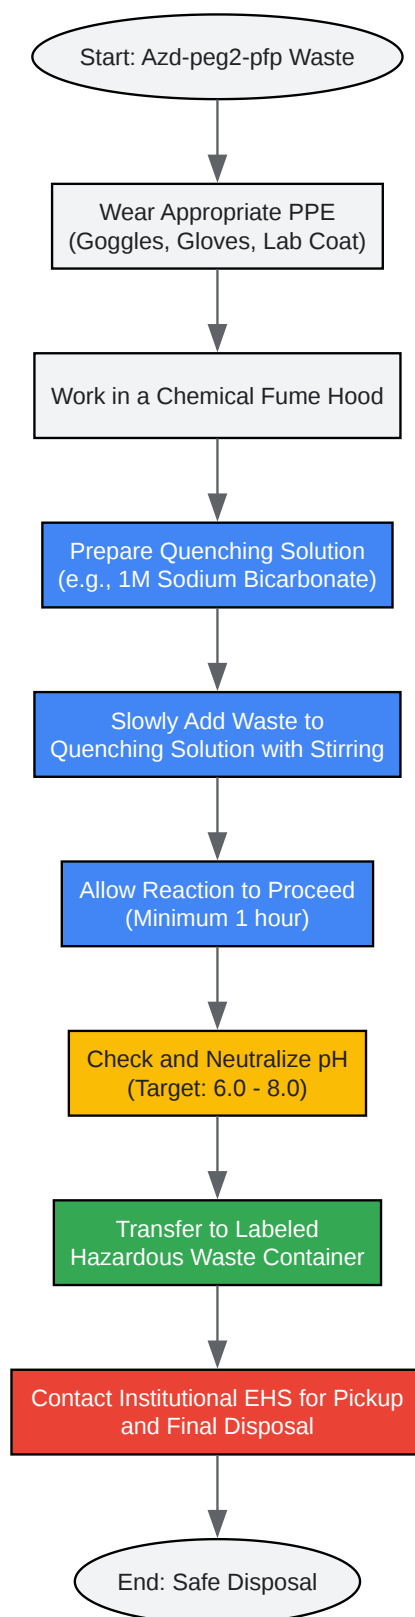 Start: Azd-peg2-pfp Waste
Wear Appropriate PPE
(Goggles, Gloves, Lab Coat)
Work in a Chemical Fume Hood
Prepare Quenching Solution
(e.g., 1M Sodium Bicarbonate)
Slowly Add Waste to
Quenching Solution with Stirring
Allow Reaction to Proceed
(Minimum 1 hour)
Check and Neutralize pH
(Target: 6.0 - 8.0)
Transfer to Labeled
Hazardous Waste Container
Contact Institutional EHS for Pickup
and Final Disposal
End: Safe Disposal